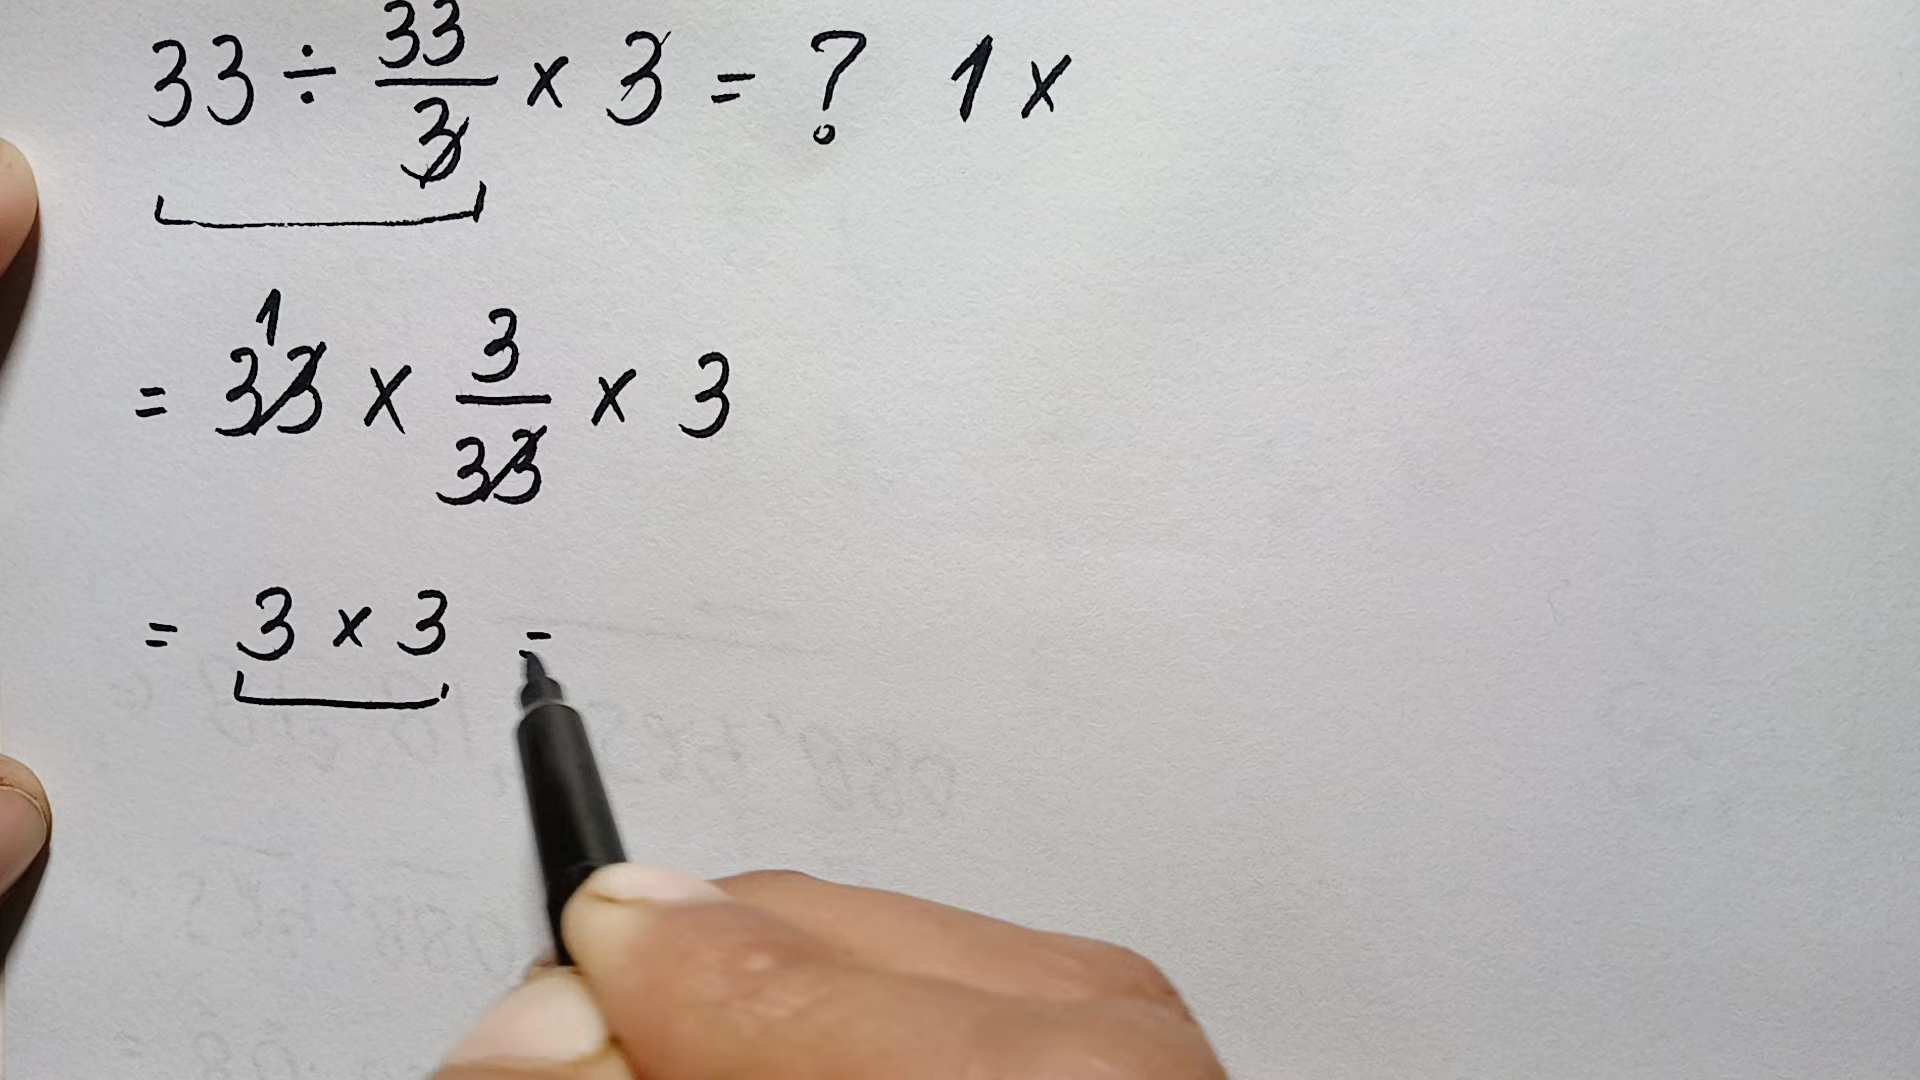 33 ÷ 33/3 × 3 = ? 1 ×
1
= 33 × 3/33 × 3
= 3 × 3 =